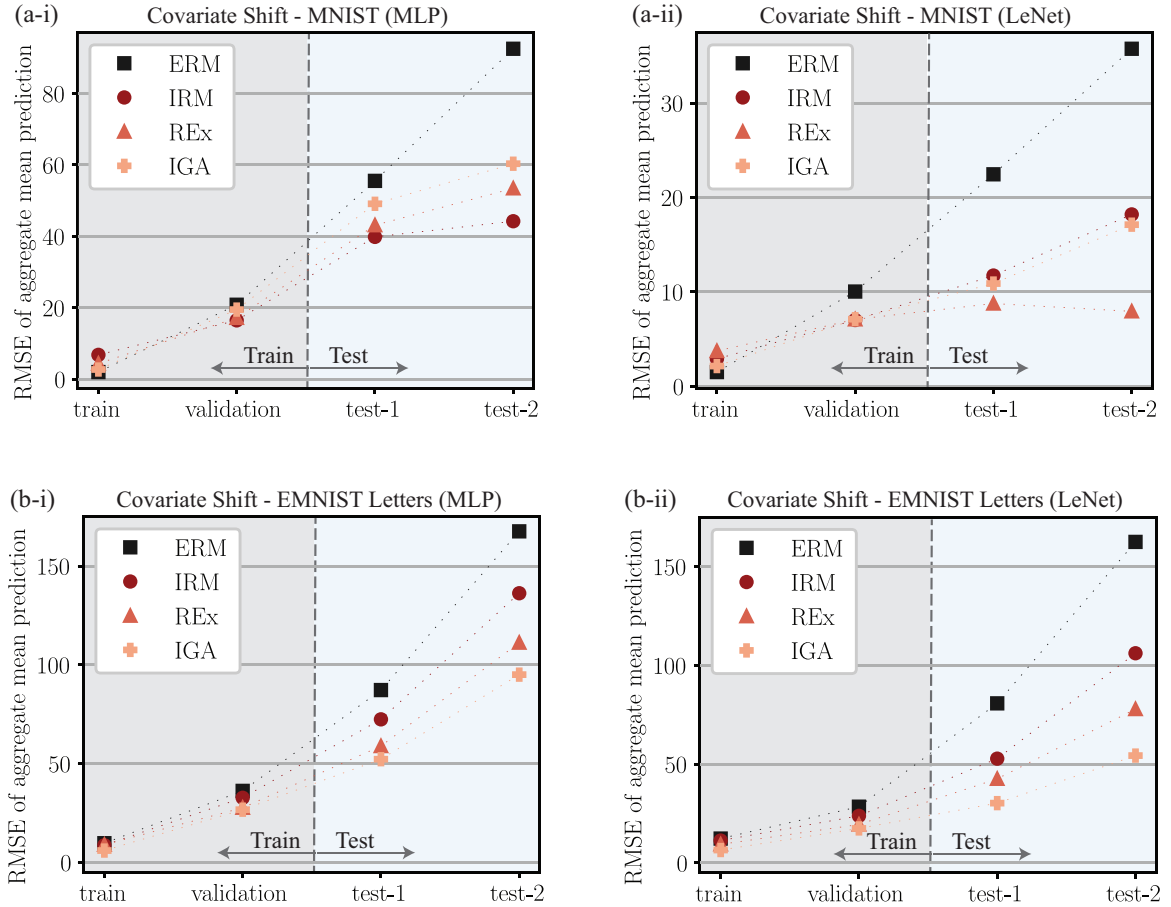 (a-i)
Covariate Shift - MNIST (MLP)
RMSE of aggregate mean prediction
80
60
40
20
0
ERM
IRM
REx
IGA
Train
Test
train
validation
test-1
test-2
(a-ii)
Covariate Shift - MNIST (LeNet)
RMSE of aggregate mean prediction
30
20
10
0
ERM
IRM
REx
IGA
Train
Test
train
validation
test-1
test-2
(b-i)
Covariate Shift - EMNIST Letters (MLP)
RMSE of aggregate mean prediction
150
100
50
0
ERM
IRM
REx
IGA
Train
Test
train
validation
test-1
test-2
(b-ii)
Covariate Shift - EMNIST Letters (LeNet)
RMSE of aggregate mean prediction
150
100
50
0
ERM
IRM
REx
IGA
Train
Test
train
validation
test-1
test-2